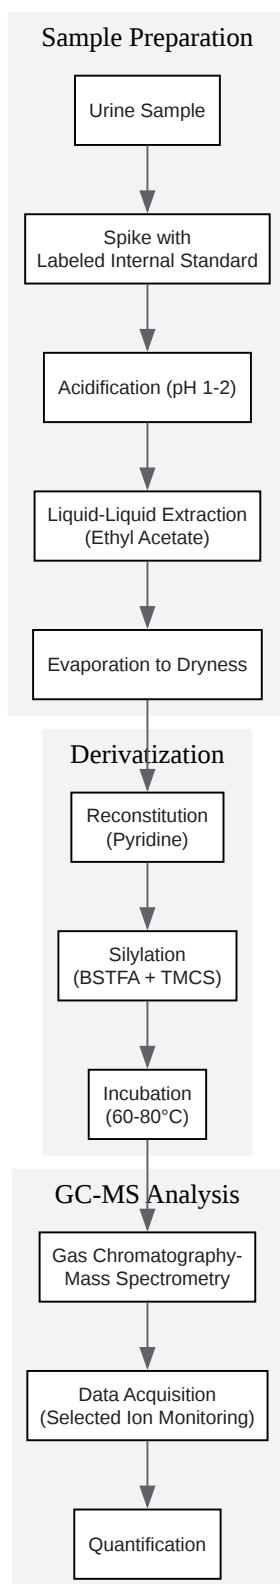 Sample Preparation
Urine Sample
Spike with
Labeled Internal Standard
Acidification (pH 1-2)
Liquid-Liquid Extraction
(Ethyl Acetate)
Evaporation to Dryness
Derivatization
Reconstitution
(Pyridine)
Silylation
(BSTFA + TMCS)
Incubation
(60-80°C)
GC-MS Analysis
Gas Chromatography-
Mass Spectrometry
Data Acquisition
(Selected Ion Monitoring)
Quantification